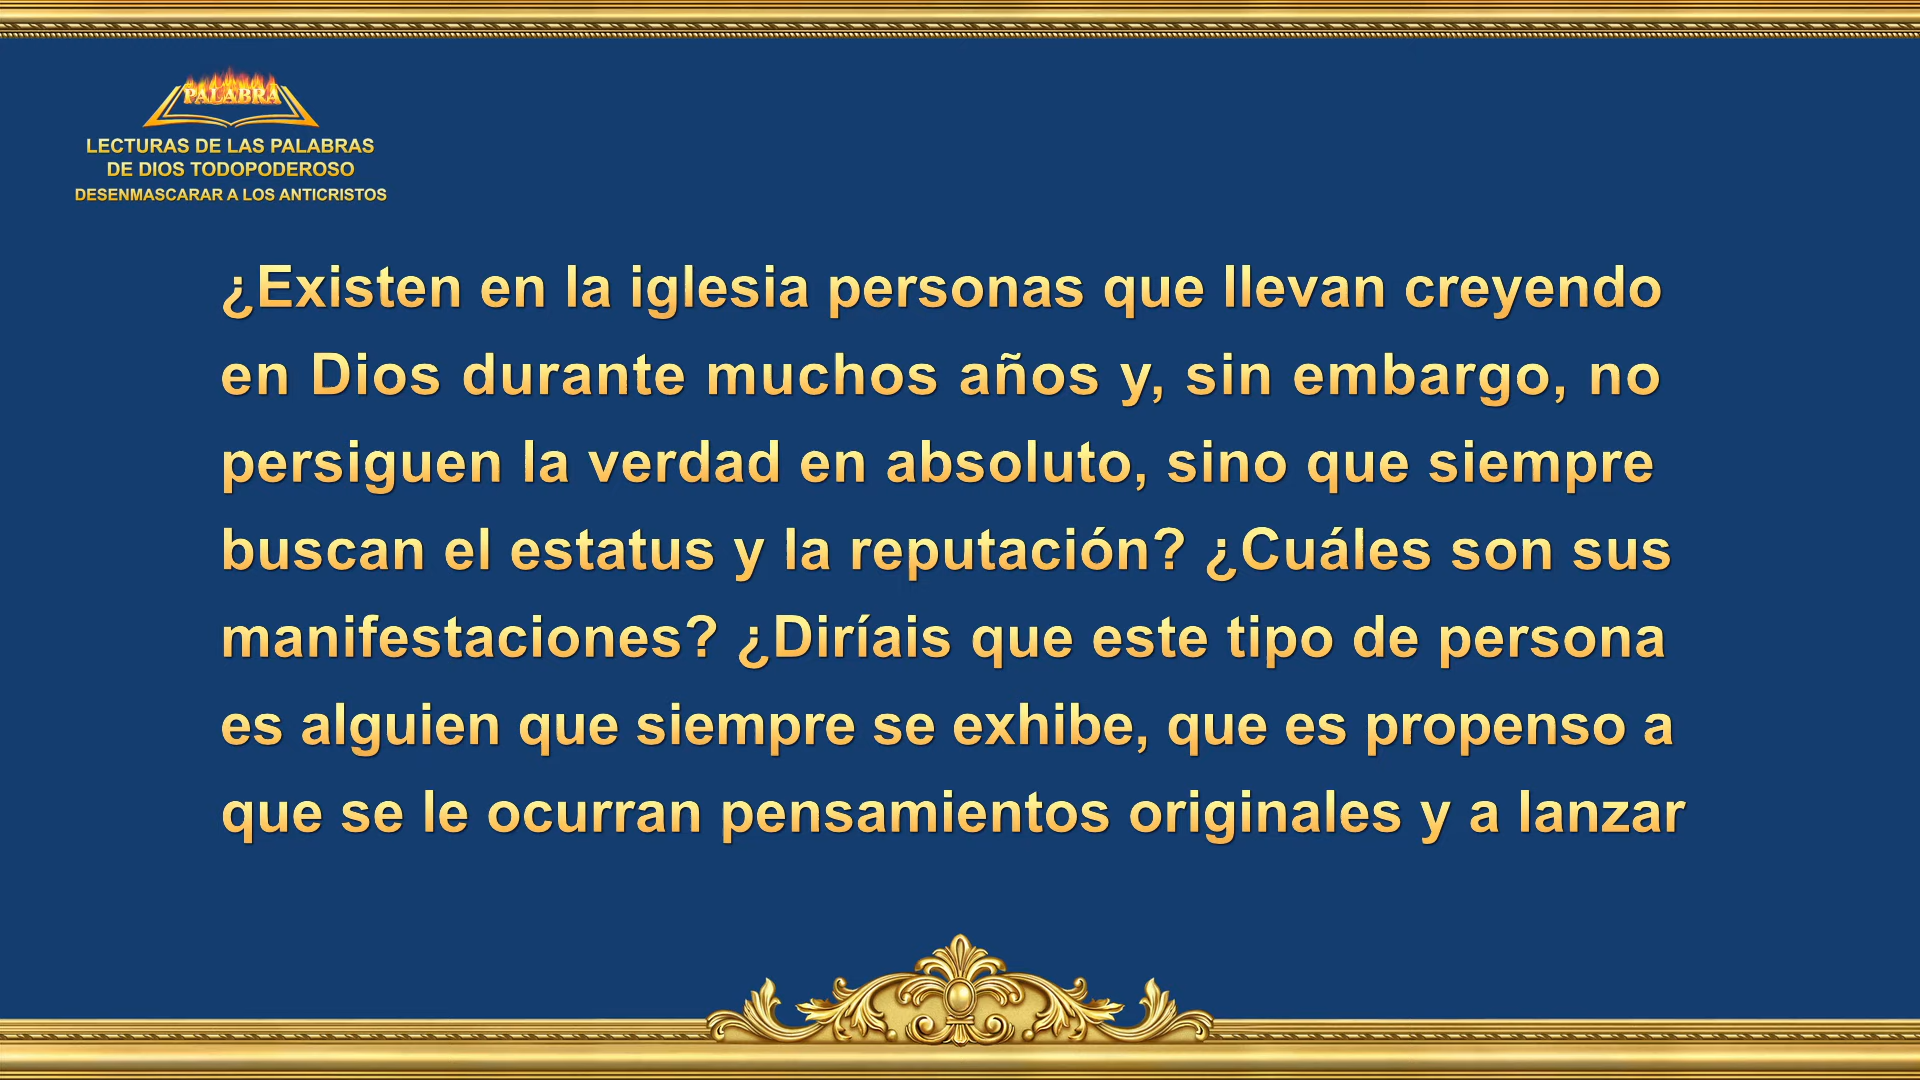 PALABRA
LECTURAS DE LAS PALABRAS
DE DIOS TODOPODEROSO
DESENMASCARAR A LOS ANTICRISTOS
¿Existen en la iglesia personas que llevan creyendo
en Dios durante muchos años y, sin embargo, no
persiguen la verdad en absoluto, sino que siempre
buscan el estatus y la reputación? ¿Cuáles son sus
manifestaciones? ¿Diríais que este tipo de persona
es alguien que siempre se exhibe, que es propenso a
que se le ocurran pensamientos originales y a lanzar